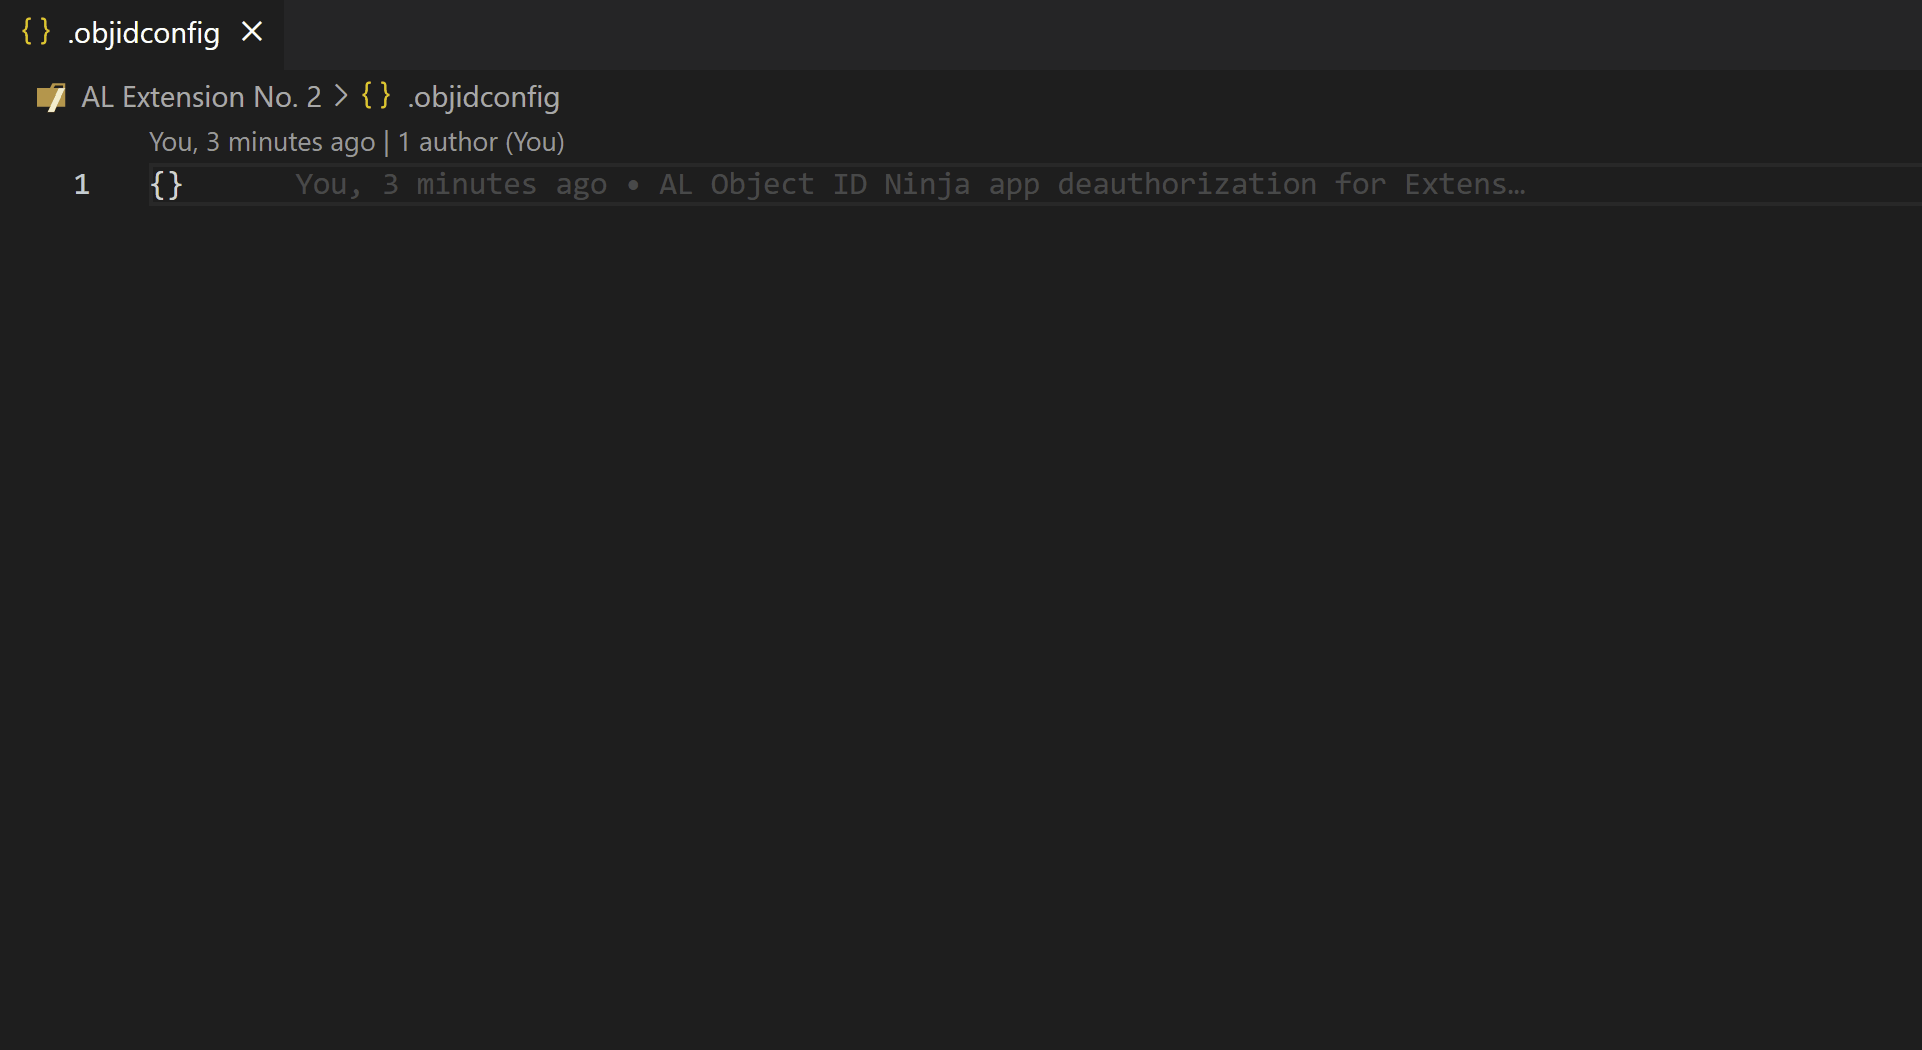 {} .objidconfig ×
AL Extension No. 2 > {} .objidconfig
You, 3 minutes ago | 1 author (You)
1 {} You, 3 minutes ago • AL Object ID Ninja app deauthorization for Extens…